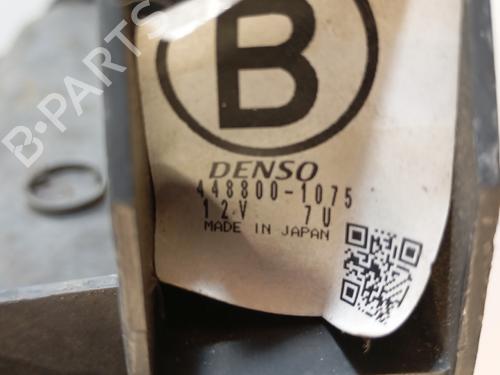 B-PARTS
B
DENSO
448800-1075
12V 7U
MADE IN JAPAN